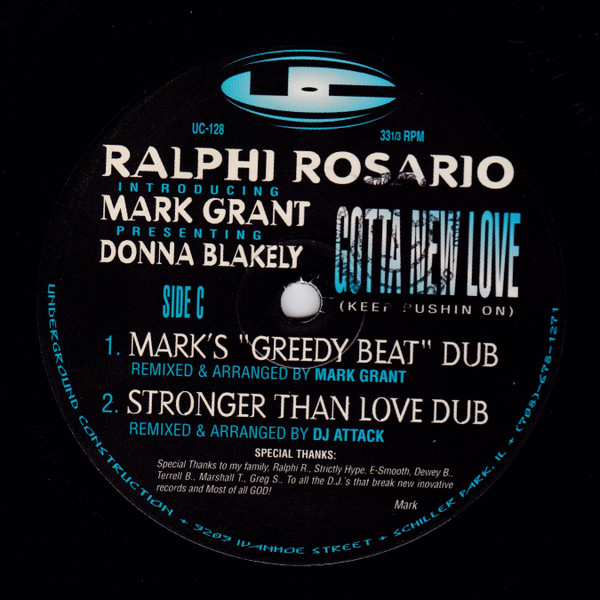 UC
UC-128
33 1/3 RPM
RALPHI ROSARIO
INTRODUCING
MARK GRANT
PRESENTING
DONNA BLAKELY
GOTTA NEW LOVE
(KEEP PUSHIN ON)
SIDE C
1. MARK'S "GREEDY BEAT" DUB
REMIXED & ARRANGED BY MARK GRANT
2. STRONGER THAN LOVE DUB
REMIXED & ARRANGED BY DJ ATTACK
SPECIAL THANKS:
Special Thanks to my family, Ralphi R., Strictly Hype, E-Smooth, Dewey B.,
Terrell B., Marshall T., Greg S., To all the D.J.'s that break new inovative
records and Most of all GOD!
Mark
UNDERGROUND CONSTRUCTION + 9209 IVANHOE STREET + SCHILLER PARK, IL + (708)-678-1271